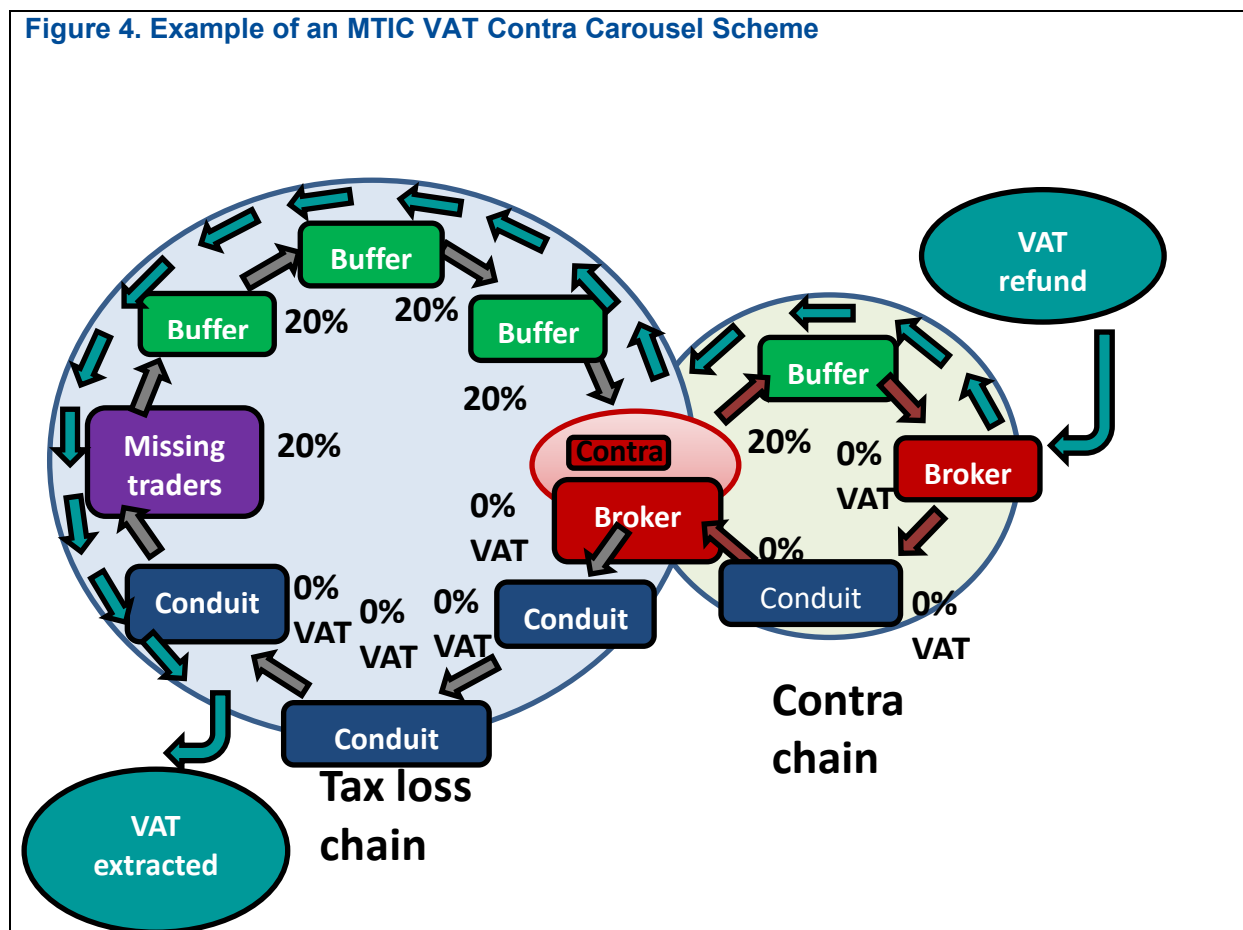 Figure 4. Example of an MTIC VAT Contra Carousel Scheme
VAT
refund
Buffer
Buffer
20%
20%
Buffer
Buffer
20%
Missing
traders
20%
Contra
20%
0%
VAT
Broker
0%
VAT
Broker
0%
Conduit
0%
VAT
Conduit
0%
VAT
0%
VAT
0%
VAT
Conduit
Conduit
Contra
chain
Tax loss
chain
VAT
extracted